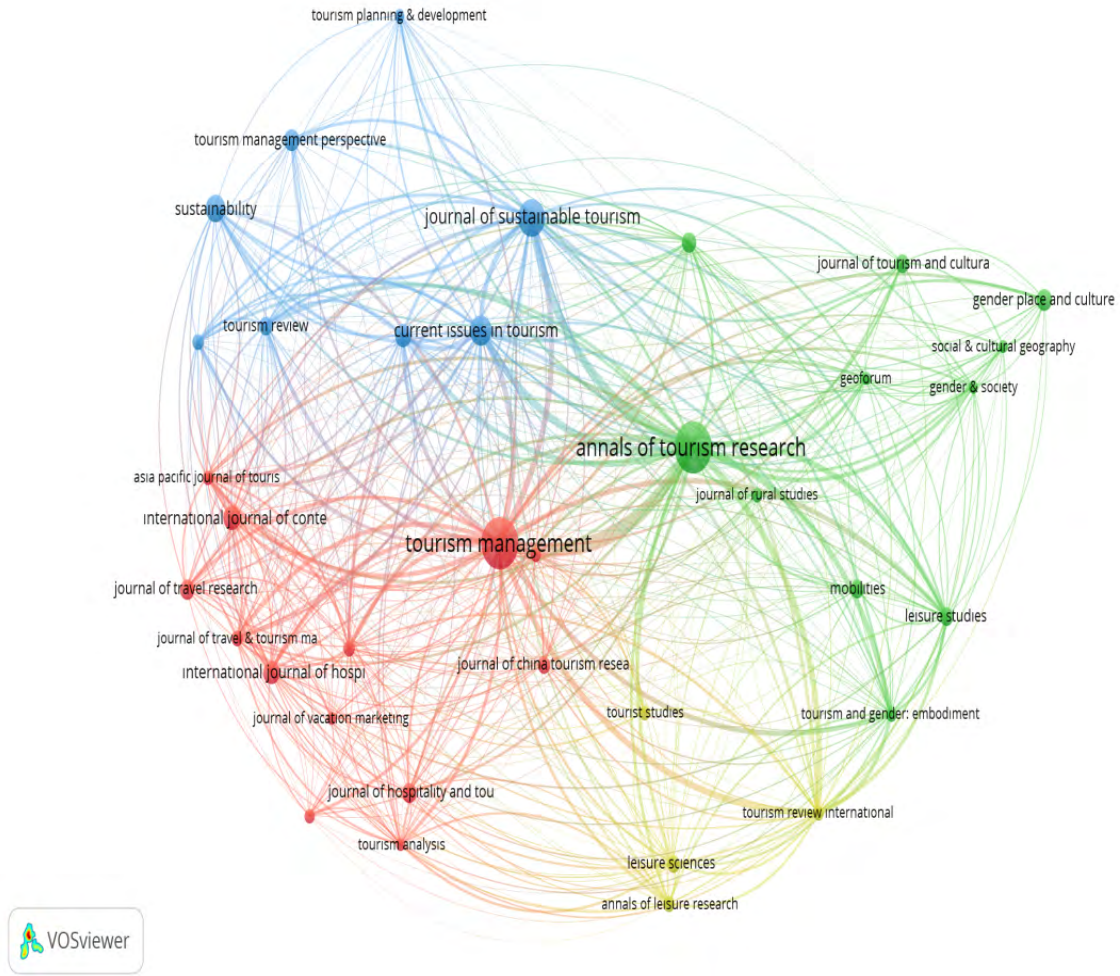 tourism planning & development
tourism management perspective
sustainability
journal of sustainable tourism
journal of tourism and cultura
gender place and culture
tourism review
current issues in tourism
social & cultural geography
geoforum
gender & society
annals of tourism research
asia pacific journal of touris
journal of rural studies
international journal of conte
tourism management
journal of travel research
mobilities
leisure studies
journal of travel & tourism ma
international journal of hospi
journal of china tourism resea
journal of vacation marketing
tourist studies
tourism and gender: embodiment
journal of hospitality and tou
tourism review international
tourism analysis
leisure sciences
annals of leisure research
VOSviewer